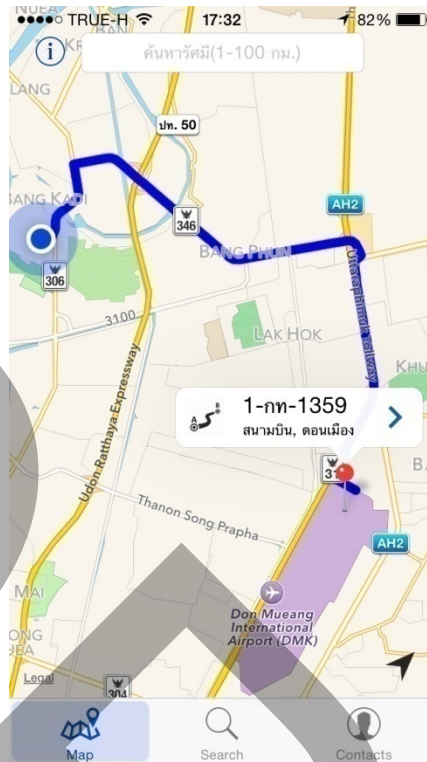 TRUE-H
17:32
82%
ค้นหารัศมี(1-100 กม.)
LANG
ปท. 50
BANG KADI
346
AH2
BANG PHUN
306
3100
LAK HOK
Uttaraphimuk Tollway
KHU
Udon Ratthaya Expressway
1-กท-1359
สนามบิน, ดอนเมือง
Thanon Song Prapha
AH2
MAI
Don Mueang
International
Airport (DMK)
Legal
304
Map
Search
Contacts